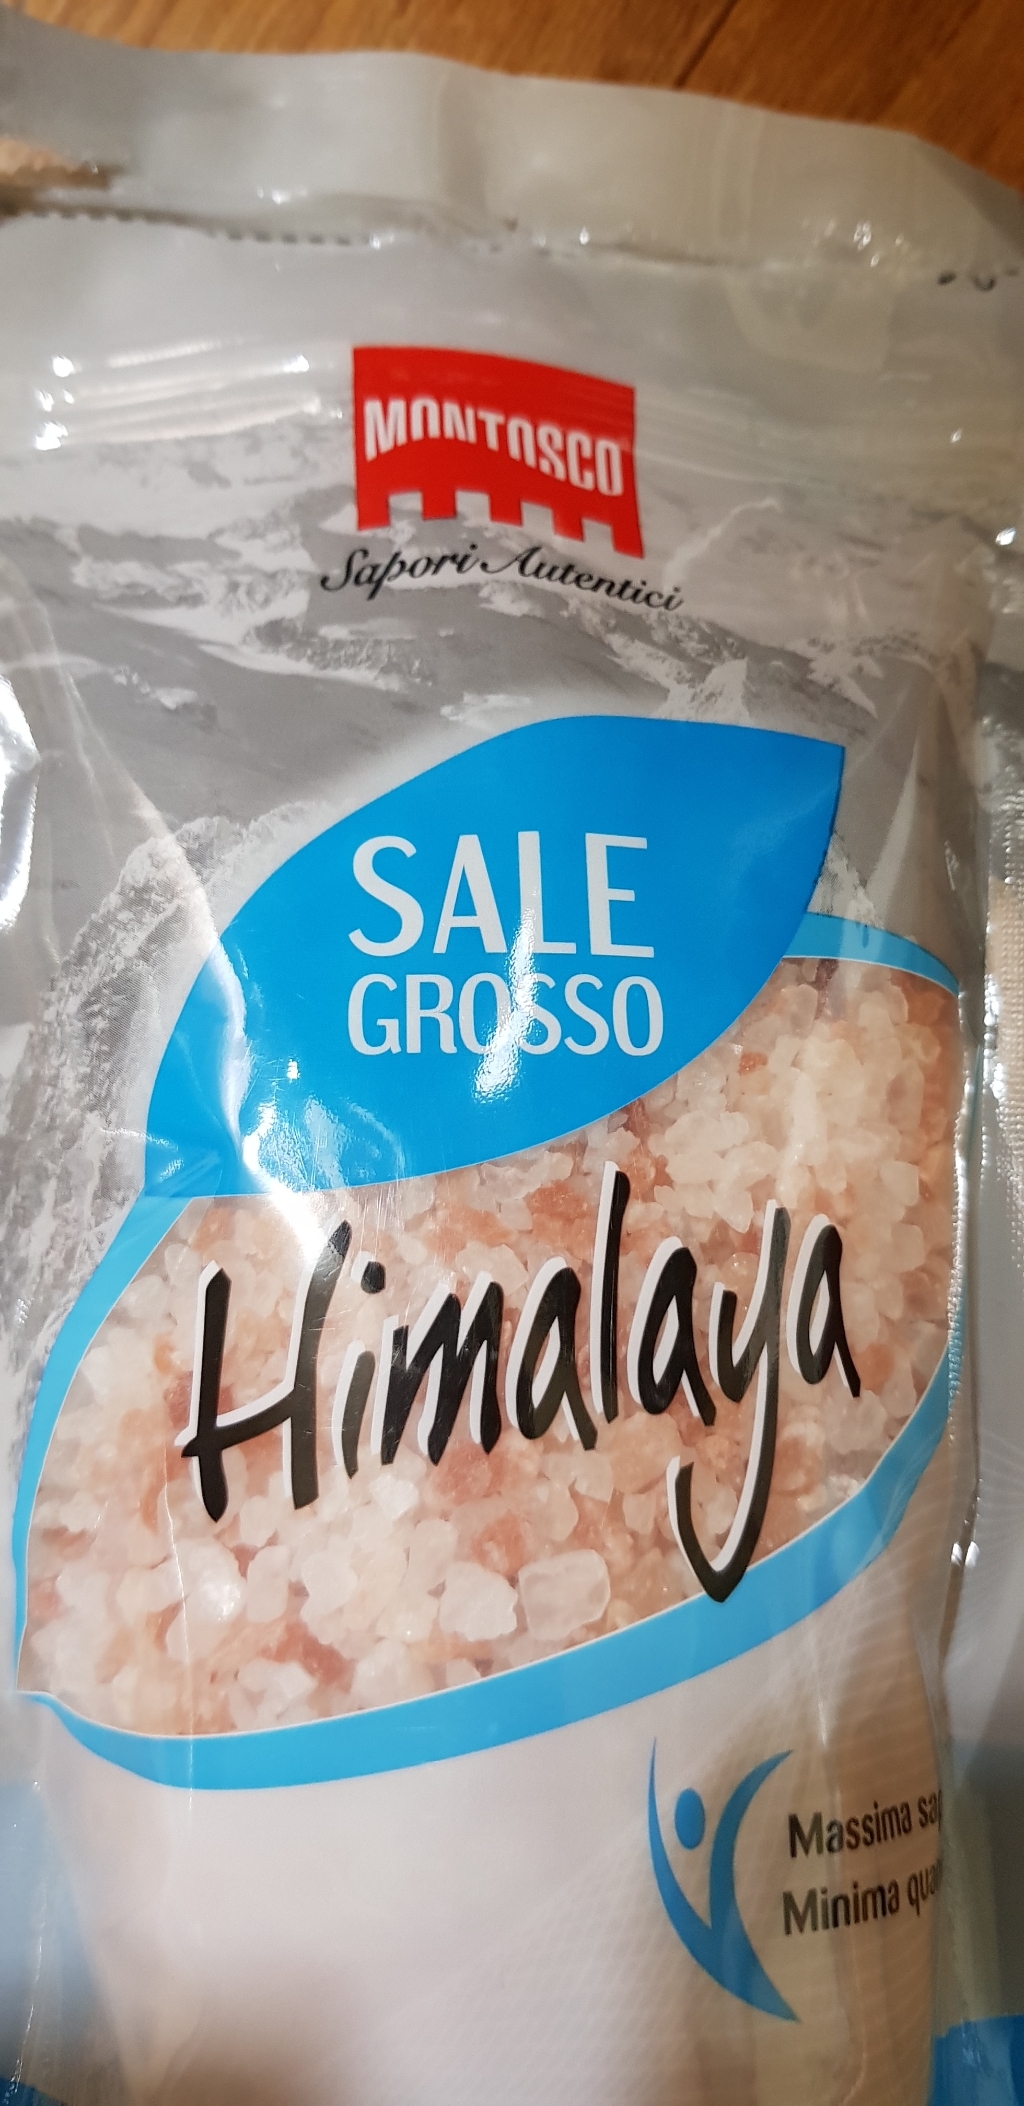 MONTOSCO
Sapori Autentici
SALE
GROSSO
Himalaya
Massima
Minima